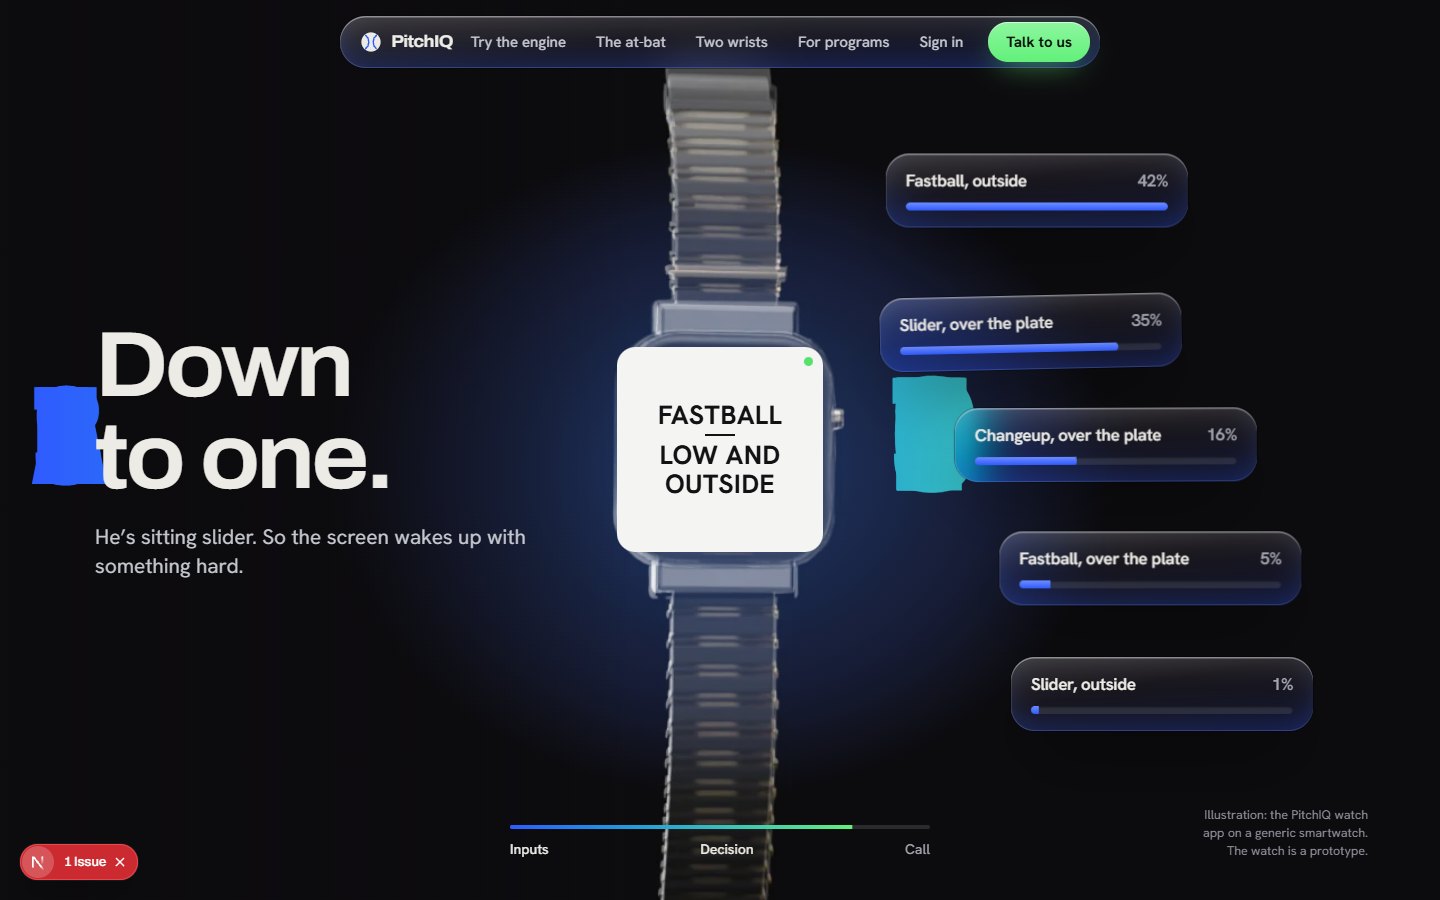 PitchIQ Try the engine The at-bat Two wrists For programs Sign in Talk to us
Down
to one.
He’s sitting slider. So the screen wakes up with
something hard.
FASTBALL
LOW AND
OUTSIDE
Fastball, outside 42%
Slider, over the plate 35%
Changeup, over the plate 16%
Fastball, over the plate 5%
Slider, outside 1%
Inputs Decision Call
Illustration: the PitchIQ watch
app on a generic smartwatch.
The watch is a prototype.
N 1 Issue